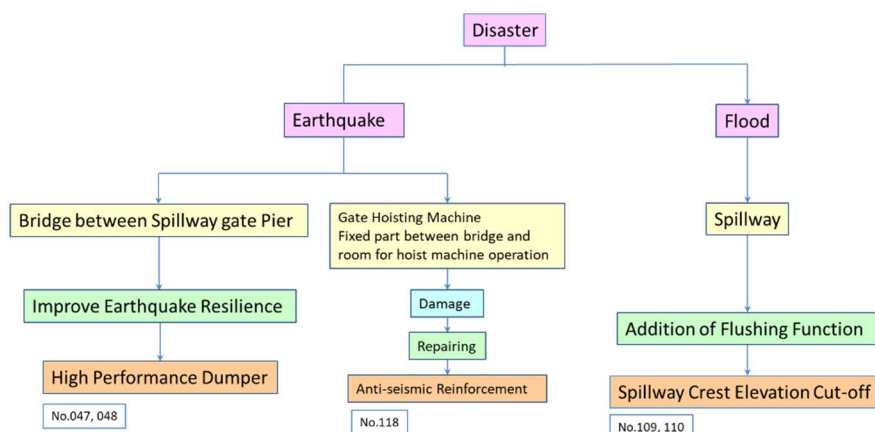 Disaster
Earthquake
Flood
Bridge between Spillway gate Pier
Gate Hoisting Machine
Fixed part between bridge and
room for hoist machine operation
Spillway
Improve Earthquake Resilience
Damage
Repairing
Addition of Flushing Function
High Performance Dumper
Anti-seismic Reinforcement
Spillway Crest Elevation Cut-off
No.047, 048
No.118
No.109, 110